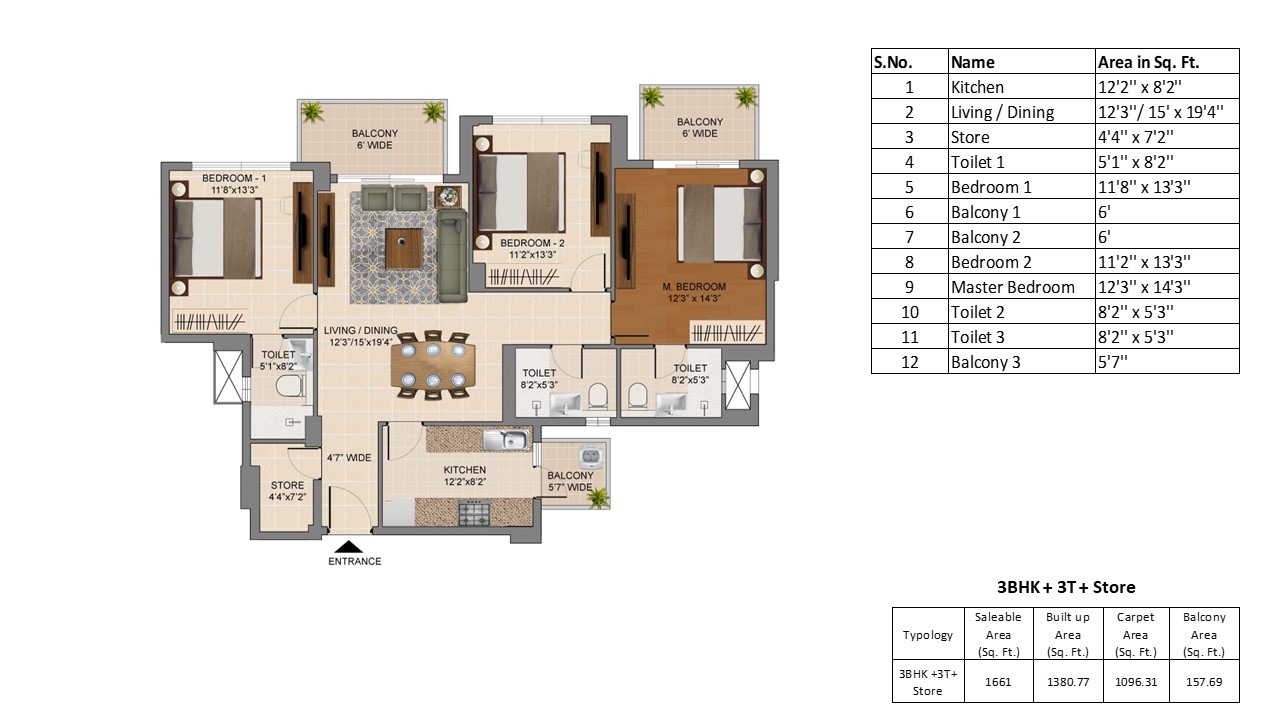 BALCONY
6' WIDE
BALCONY
6' WIDE
BEDROOM - 1
11'8"x13'3"
BEDROOM - 2
11'2"x13'3"
M. BEDROOM
12'3" x 14'3"
LIVING / DINING
12'3"/15'x19'4"
TOILET
5'1"x8'2"
TOILET
8'2"x5'3"
TOILET
8'2"x5'3"
4'7" WIDE
KITCHEN
12'2"x8'2"
BALCONY
5'7" WIDE
STORE
4'4"x7'2"
ENTRANCE
S.No. Name Area in Sq. Ft.
1 Kitchen 12'2'' x 8'2''
2 Living / Dining 12'3''/ 15' x 19'4''
3 Store 4'4'' x 7'2''
4 Toilet 1 5'1'' x 8'2''
5 Bedroom 1 11'8'' x 13'3''
6 Balcony 1 6'
7 Balcony 2 6'
8 Bedroom 2 11'2'' x 13'3''
9 Master Bedroom 12'3'' x 14'3''
10 Toilet 2 8'2'' x 5'3''
11 Toilet 3 8'2'' x 5'3''
12 Balcony 3 5'7''
3BHK + 3T + Store
Typology
Saleable
Area
(Sq. Ft.)
Built up
Area
(Sq. Ft.)
Carpet
Area
(Sq. Ft.)
Balcony
Area
(Sq. Ft.)
3BHK +3T+
Store
1661
1380.77
1096.31
157.69